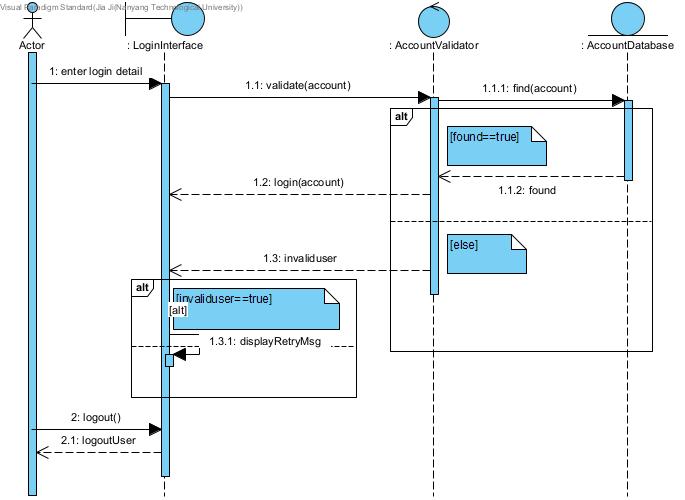 Visual Paradigm Standard(Jia Ji(Nanyang Technological University))
Actor
: LoginInterface
: AccountValidator
: AccountDatabase
1: enter login detail
1.1: validate(account)
1.1.1: find(account)
alt
[found==true]
1.2: login(account)
1.1.2: found
[else]
1.3: invaliduser
alt
[invaliduser==true]
[alt]
1.3.1: displayRetryMsg
2: logout()
2.1: logoutUser